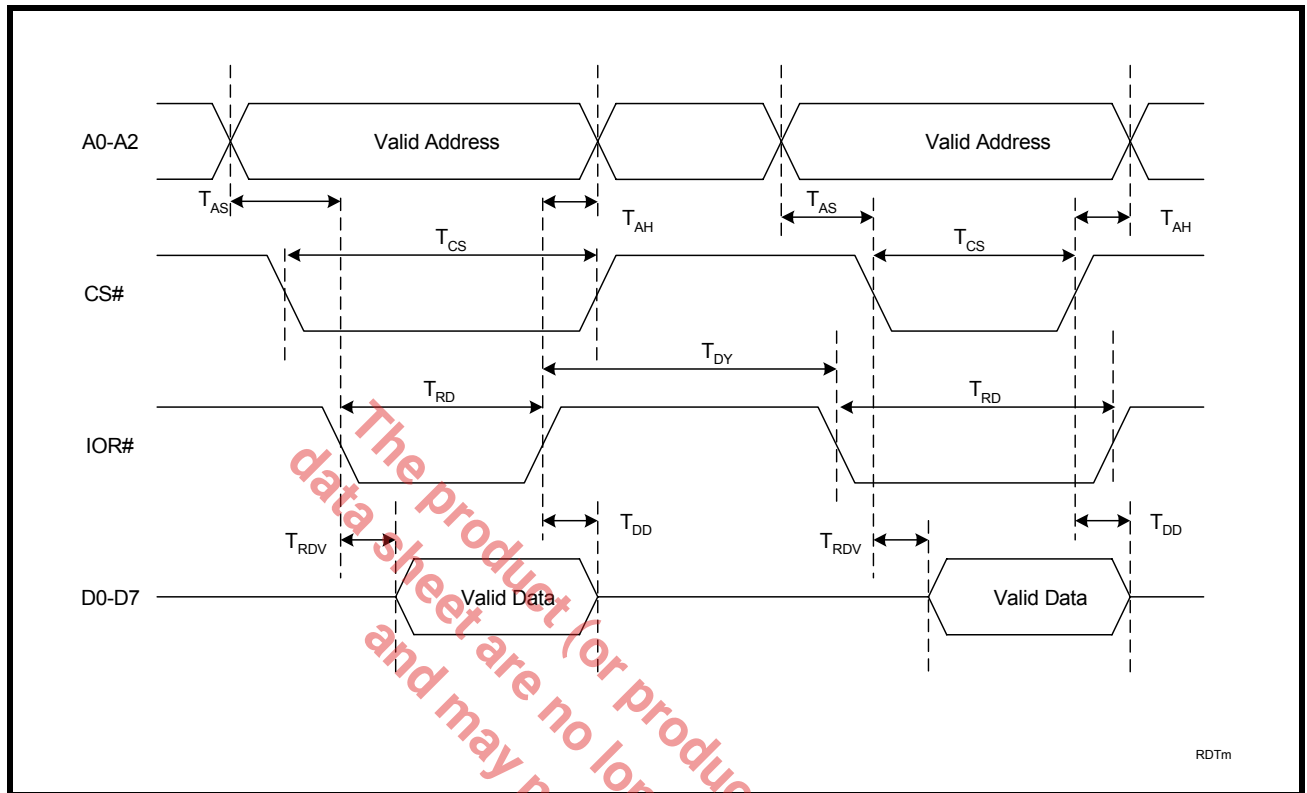 A0-A2
Valid Address
Valid Address
TAS
TAH
TAS
TAH
TCS
TCS
CS#
TDY
TRD
TRD
IOR#
TRDV
TDD
TRDV
TDD
D0-D7
Valid Data
Valid Data
The product (or produc
data sheet are no lon
and may
RDTm